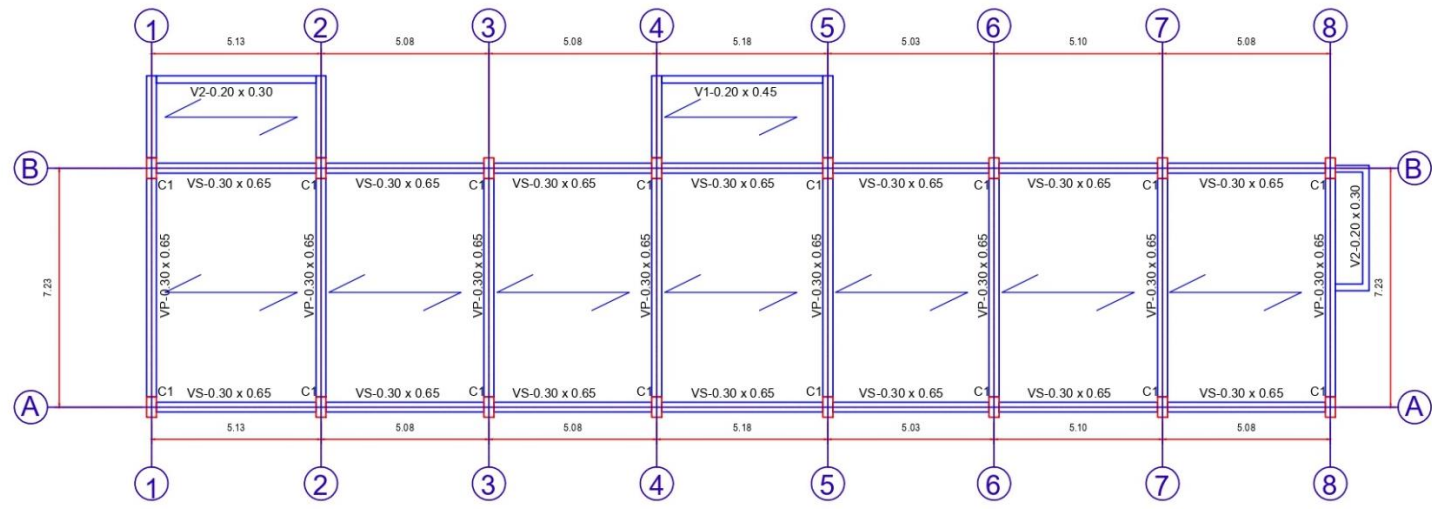 1 2 3 4 5 6 7 8
5.13 5.08 5.08 5.18 5.03 5.10 5.08
V2-0.20 x 0.30 V1-0.20 x 0.45
B B
C1 VS-0.30 x 0.65 C1 VS-0.30 x 0.65 C1 VS-0.30 x 0.65 C1 VS-0.30 x 0.65 C1 VS-0.30 x 0.65 C1 VS-0.30 x 0.65 C1 VS-0.30 x 0.65 C1
V2-0.20 x 0.30
7.23 VP-0.30 x 0.65 VP-0.30 x 0.65 VP-0.30 x 0.65 VP-0.30 x 0.65 VP-0.30 x 0.65 VP-0.30 x 0.65 VP-0.30 x 0.65 VP-0.30 x 0.65 7.23
C1 VS-0.30 x 0.65 C1 VS-0.30 x 0.65 C1 VS-0.30 x 0.65 C1 VS-0.30 x 0.65 C1 VS-0.30 x 0.65 C1 VS-0.30 x 0.65 C1 VS-0.30 x 0.65 C1
A A
5.13 5.08 5.08 5.18 5.03 5.10 5.08
1 2 3 4 5 6 7 8